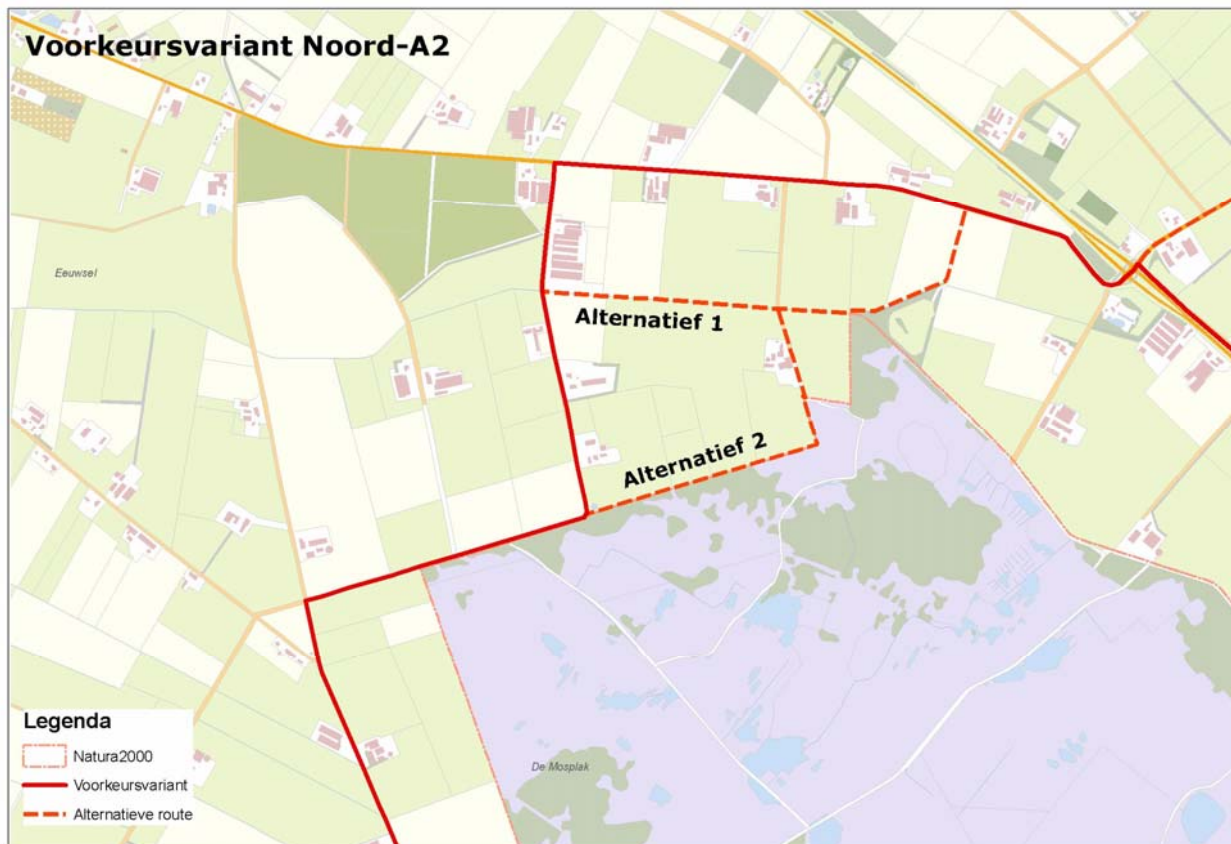 Voorkeursvariant Noord-A2
Eeuwsel
Alternatief 1
Alternatief 2
De Mosplak
Legenda
Natura2000
Voorkeursvariant
Alternatieve route